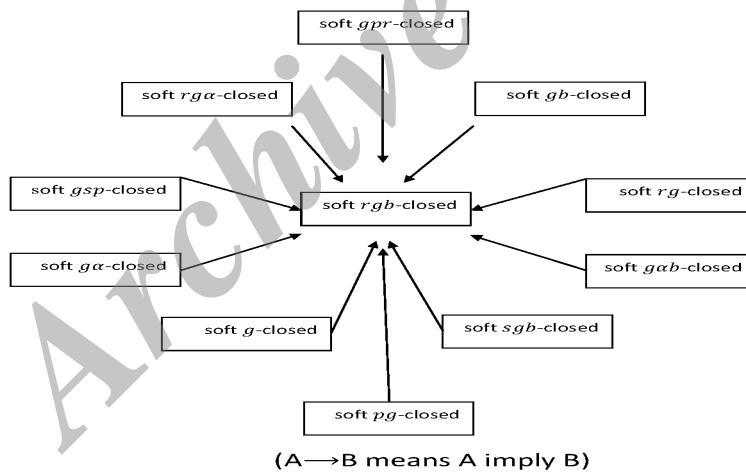 soft gpr-closed
soft rgα-closed
soft gb-closed
soft gsp-closed
soft rgb-closed
soft rg-closed
soft gα-closed
soft gαb-closed
soft g-closed
soft sgb-closed
soft pg-closed
(A⟶B means A imply B)
Archive